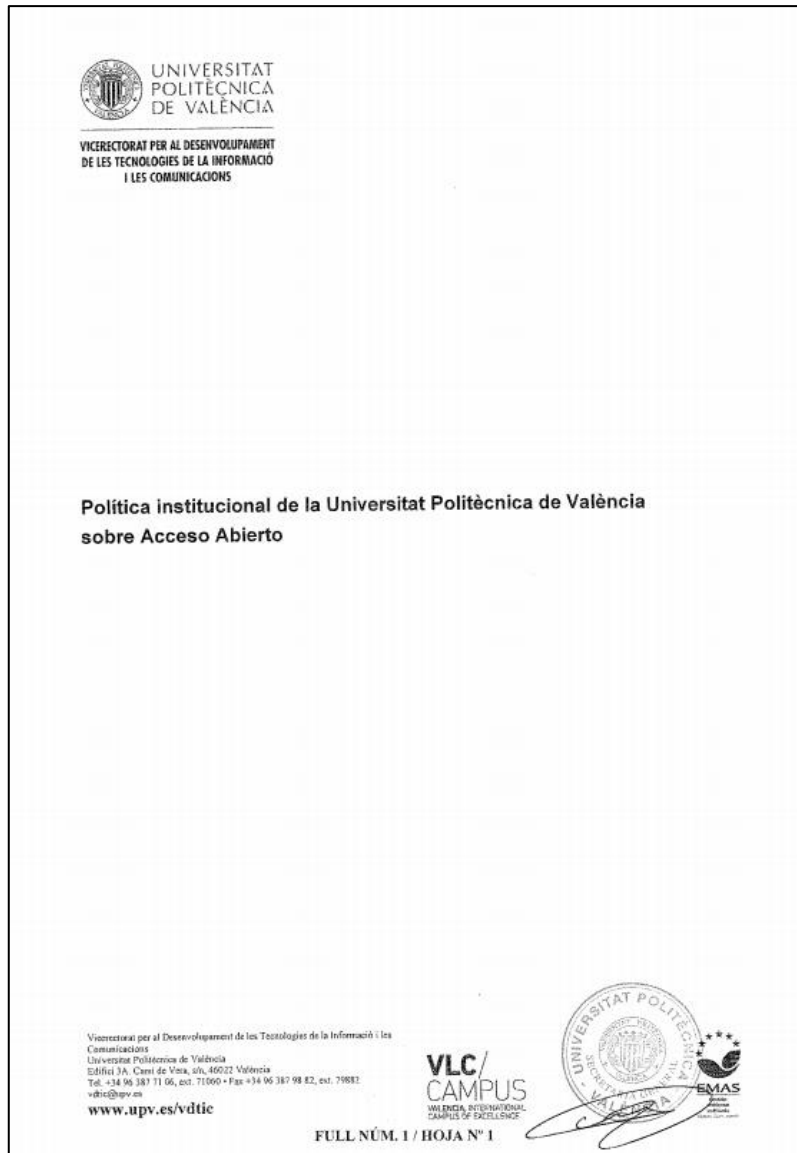 UNIVERSITAT
POLITÈCNICA
DE VALÈNCIA
VICERECTORAT PER AL DESENVOLUPAMENT
DE LES TECNOLOGIES DE LA INFORMACIÓ
I LES COMUNICACIONS
Política institucional de la Universitat Politècnica de València
sobre Acceso Abierto
Vicerectorat per al Desenvolupament de les Tecnologies de la Informació i les
Comunicacions
Universitat Politècnica de València
Edifici 3A. Camí de Vera, s/n, 46022 València
Tel. +34 96 387 71 06, ext. 71060 • Fax +34 96 387 98 82, ext. 79882
vdtic@upv.es
www.upv.es/vdtic
VLC/
CAMPUS
VALENCIA, INTERNATIONAL
CAMPUS OF EXCELLENCE
UNIVERSITAT POLITÈCNICA
SECRETARIA GENERAL
VALÈNCIA
EMAS
FULL NÚM. 1 / HOJA Nº 1